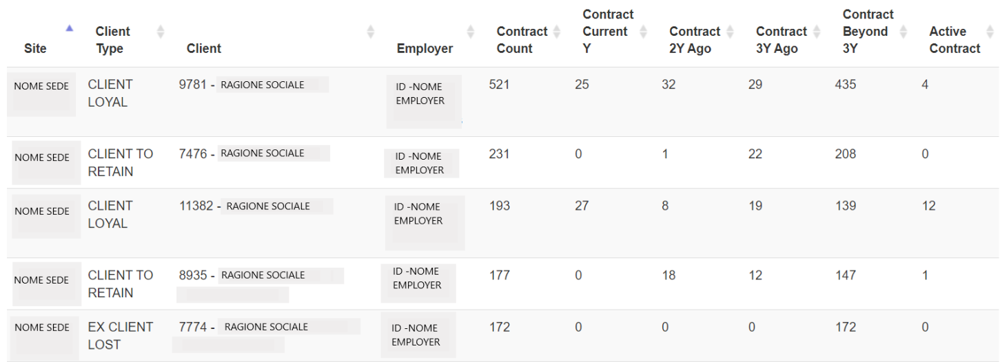 Site Client Type Client Employer Contract Count Contract Current Y Contract 2Y Ago Contract 3Y Ago Contract Beyond 3Y Active Contract
NOME SEDE CLIENT LOYAL 9781 - RAGIONE SOCIALE ID -NOME EMPLOYER 521 25 32 29 435 4
NOME SEDE CLIENT TO RETAIN 7476 - RAGIONE SOCIALE ID -NOME EMPLOYER 231 0 1 22 208 0
NOME SEDE CLIENT LOYAL 11382 - RAGIONE SOCIALE ID -NOME EMPLOYER 193 27 8 19 139 12
NOME SEDE CLIENT TO RETAIN 8935 - RAGIONE SOCIALE ID -NOME EMPLOYER 177 0 18 12 147 1
NOME SEDE EX CLIENT LOST 7774 - RAGIONE SOCIALE ID -NOME EMPLOYER 172 0 0 0 172 0